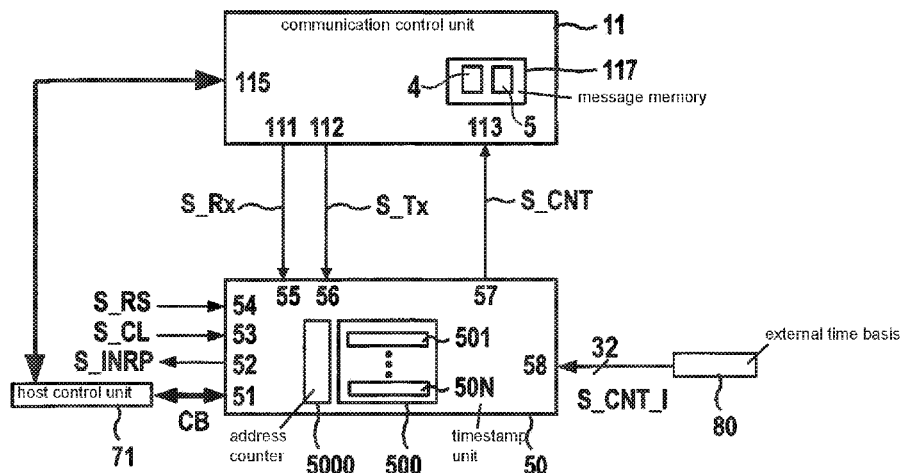 communication control unit
11
115
4
117
message memory
5
111
112
113
S_Rx
S_Tx
S_CNT
S_RS
54
55
56
57
S_CL
53
501
external time basis
S_INRP
52
58
32
host control unit
51
50N
S_CNT_I
80
CB
71
address
counter
5000
500
timestamp
unit
50